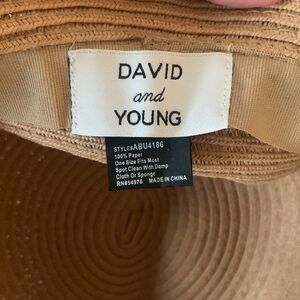 DAVID
and
YOUNG
STYLE#ABU4186
100% Paper
One Size Fits Most
Spot Clean With Damp
Cloth Or Sponge
RN#54976 MADE IN CHINA